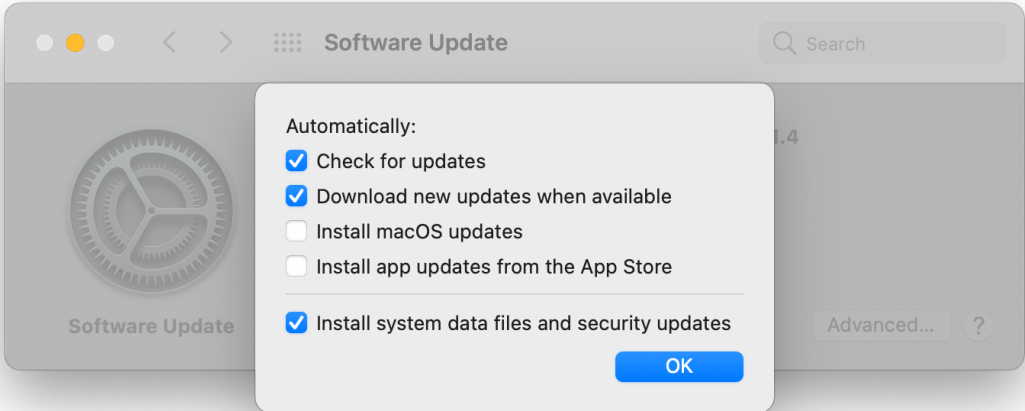 Software Update
Search
Automatically:
Check for updates
Download new updates when available
Install macOS updates
Install app updates from the App Store
Install system data files and security updates
OK
.4
Software Update
Advanced...
?